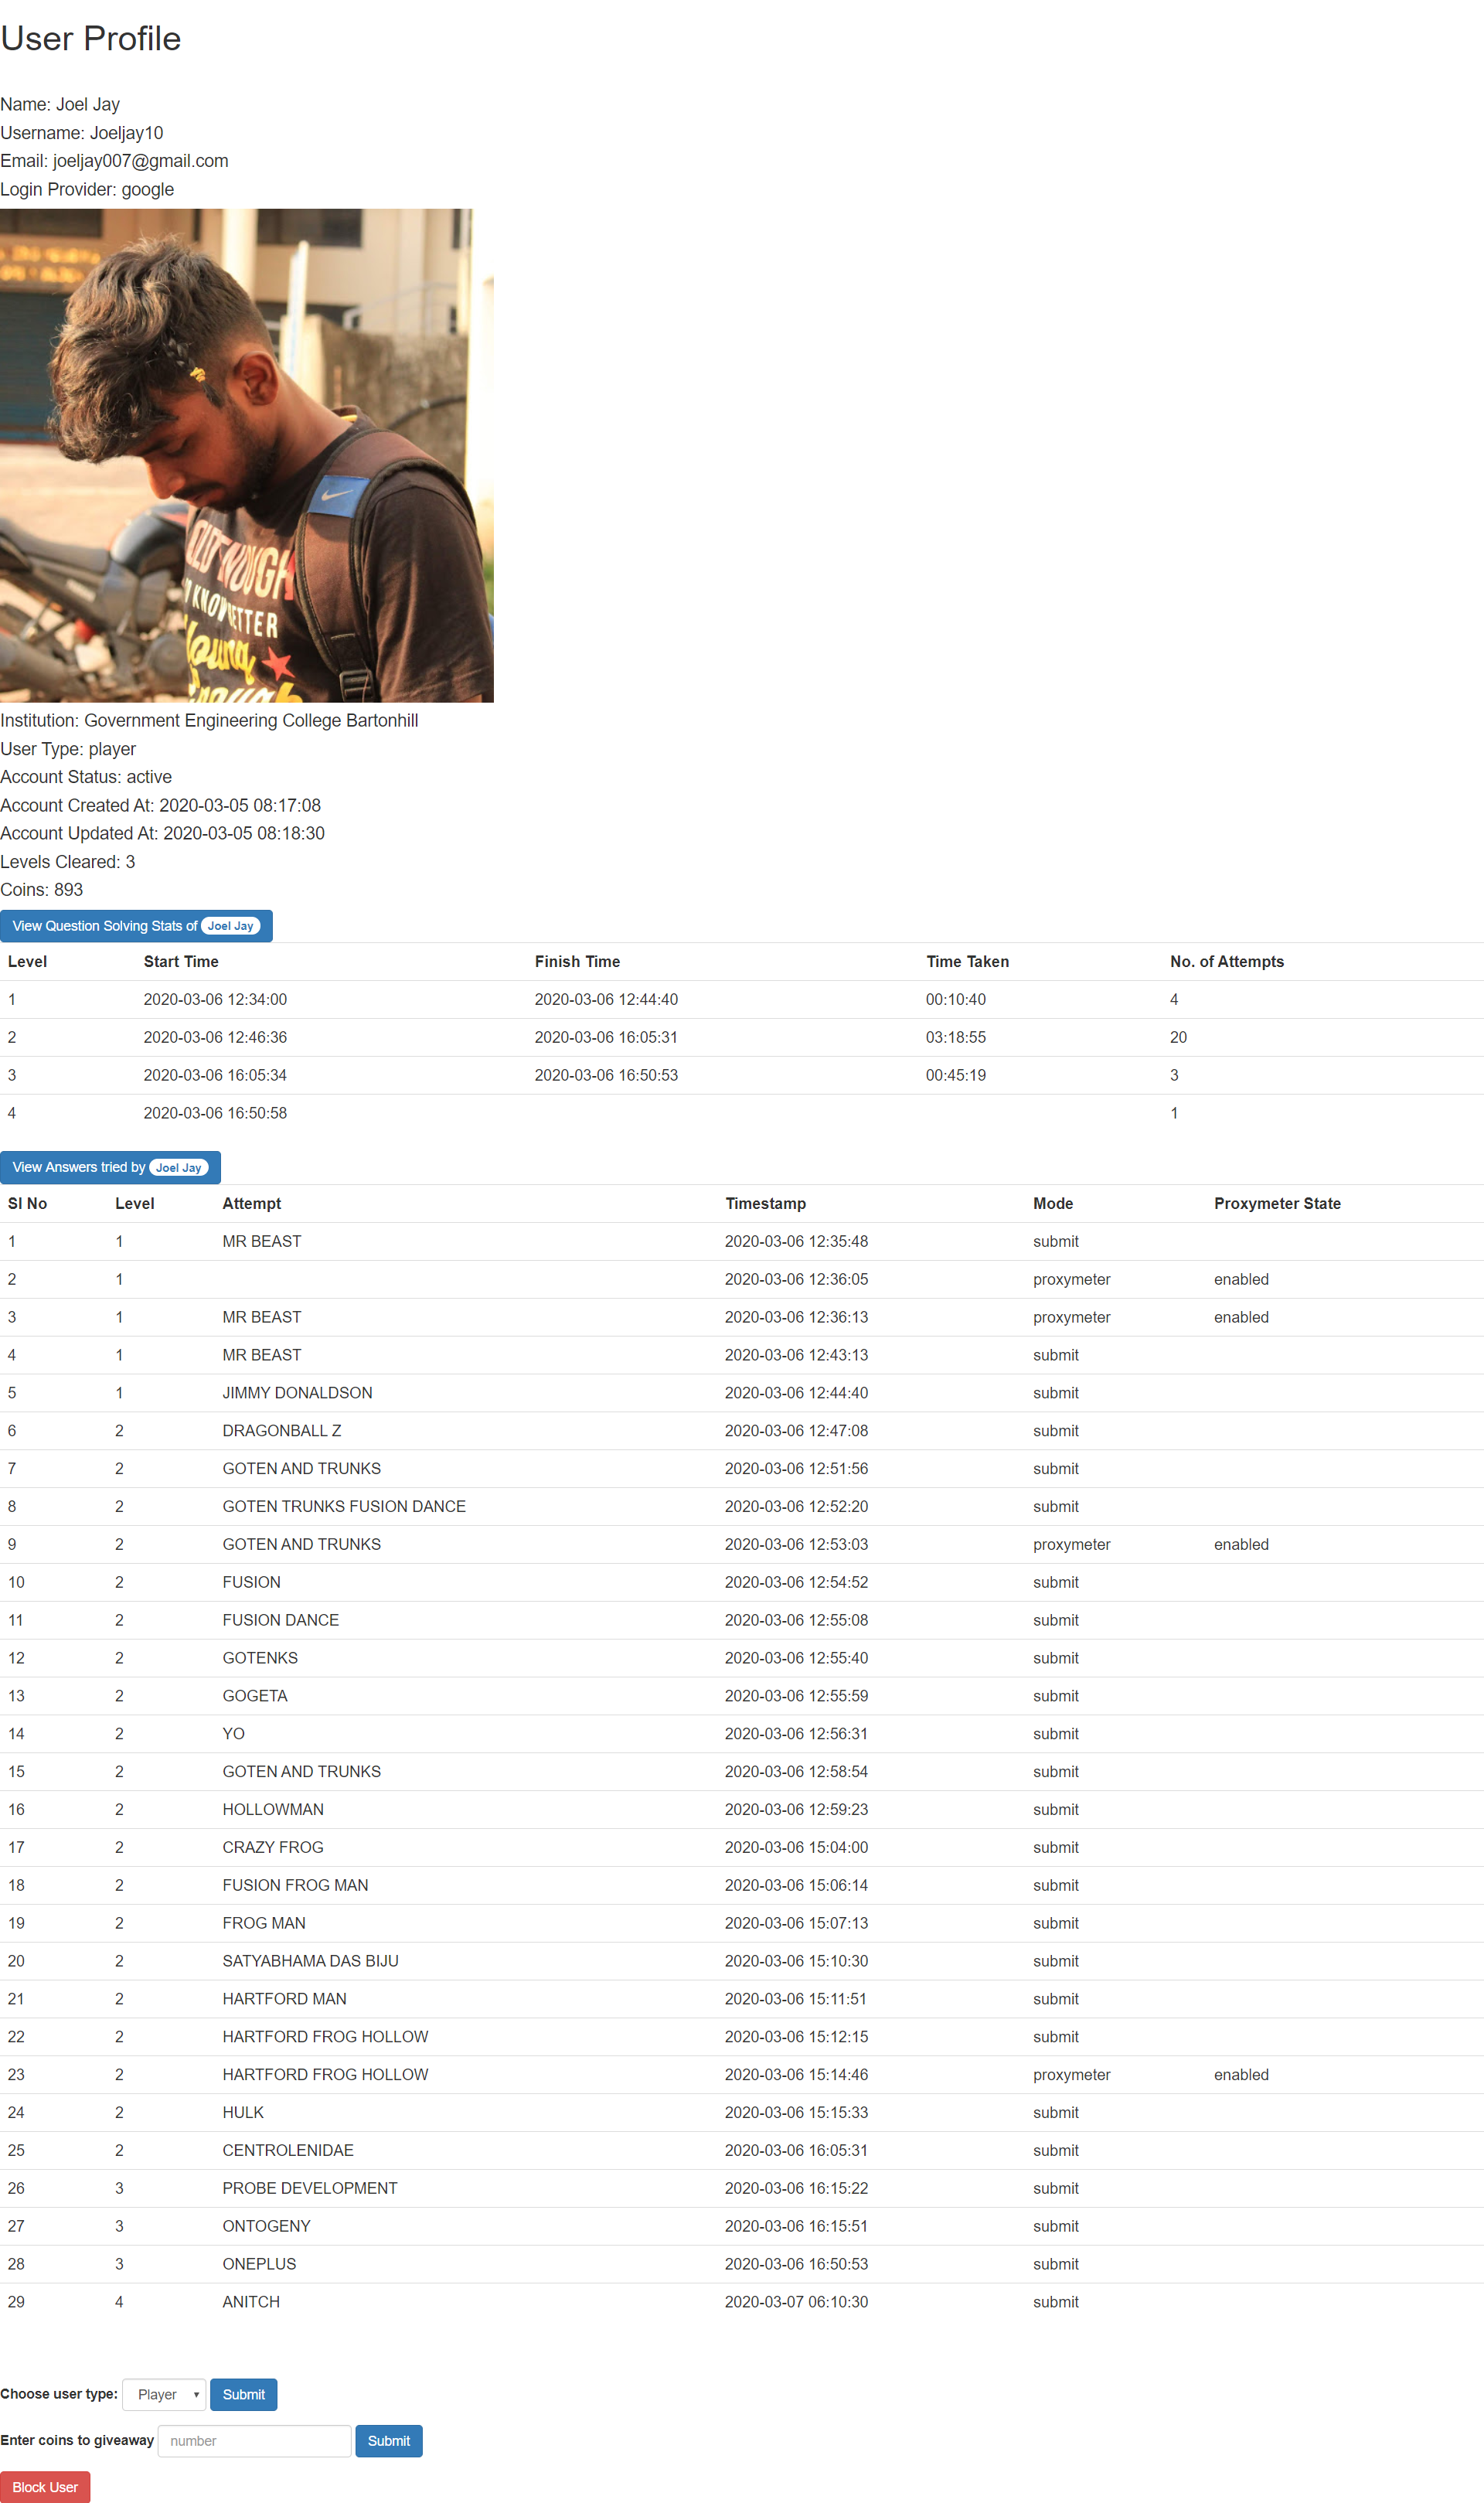 User Profile
Name: Joel Jay
Username: Joeljay10
Email: joeljay007@gmail.com
Login Provider: google
OLD NOUGH
TO KNOW BETTER
Young
Institution: Government Engineering College Bartonhill
User Type: player
Account Status: active
Account Created At: 2020-03-05 08:17:08
Account Updated At: 2020-03-05 08:18:30
Levels Cleared: 3
Coins: 893
View Question Solving Stats of Joel Jay
Level Start Time Finish Time Time Taken No. of Attempts
1 2020-03-06 12:34:00 2020-03-06 12:44:40 00:10:40 4
2 2020-03-06 12:46:36 2020-03-06 16:05:31 03:18:55 20
3 2020-03-06 16:05:34 2020-03-06 16:50:53 00:45:19 3
4 2020-03-06 16:50:58 1
View Answers tried by Joel Jay
Sl No Level Attempt Timestamp Mode Proxymeter State
1 1 MR BEAST 2020-03-06 12:35:48 submit
2 1 2020-03-06 12:36:05 proxymeter enabled
3 1 MR BEAST 2020-03-06 12:36:13 proxymeter enabled
4 1 MR BEAST 2020-03-06 12:43:13 submit
5 1 JIMMY DONALDSON 2020-03-06 12:44:40 submit
6 2 DRAGONBALL Z 2020-03-06 12:47:08 submit
7 2 GOTEN AND TRUNKS 2020-03-06 12:51:56 submit
8 2 GOTEN TRUNKS FUSION DANCE 2020-03-06 12:52:20 submit
9 2 GOTEN AND TRUNKS 2020-03-06 12:53:03 proxymeter enabled
10 2 FUSION 2020-03-06 12:54:52 submit
11 2 FUSION DANCE 2020-03-06 12:55:08 submit
12 2 GOTENKS 2020-03-06 12:55:40 submit
13 2 GOGETA 2020-03-06 12:55:59 submit
14 2 YO 2020-03-06 12:56:31 submit
15 2 GOTEN AND TRUNKS 2020-03-06 12:58:54 submit
16 2 HOLLOWMAN 2020-03-06 12:59:23 submit
17 2 CRAZY FROG 2020-03-06 15:04:00 submit
18 2 FUSION FROG MAN 2020-03-06 15:06:14 submit
19 2 FROG MAN 2020-03-06 15:07:13 submit
20 2 SATYABHAMA DAS BIJU 2020-03-06 15:10:30 submit
21 2 HARTFORD MAN 2020-03-06 15:11:51 submit
22 2 HARTFORD FROG HOLLOW 2020-03-06 15:12:15 submit
23 2 HARTFORD FROG HOLLOW 2020-03-06 15:14:46 proxymeter enabled
24 2 HULK 2020-03-06 15:15:33 submit
25 2 CENTROLENIDAE 2020-03-06 16:05:31 submit
26 3 PROBE DEVELOPMENT 2020-03-06 16:15:22 submit
27 3 ONTOGENY 2020-03-06 16:15:51 submit
28 3 ONEPLUS 2020-03-06 16:50:53 submit
29 4 ANITCH 2020-03-07 06:10:30 submit
Choose user type: Player Submit
Enter coins to giveaway number Submit
Block User